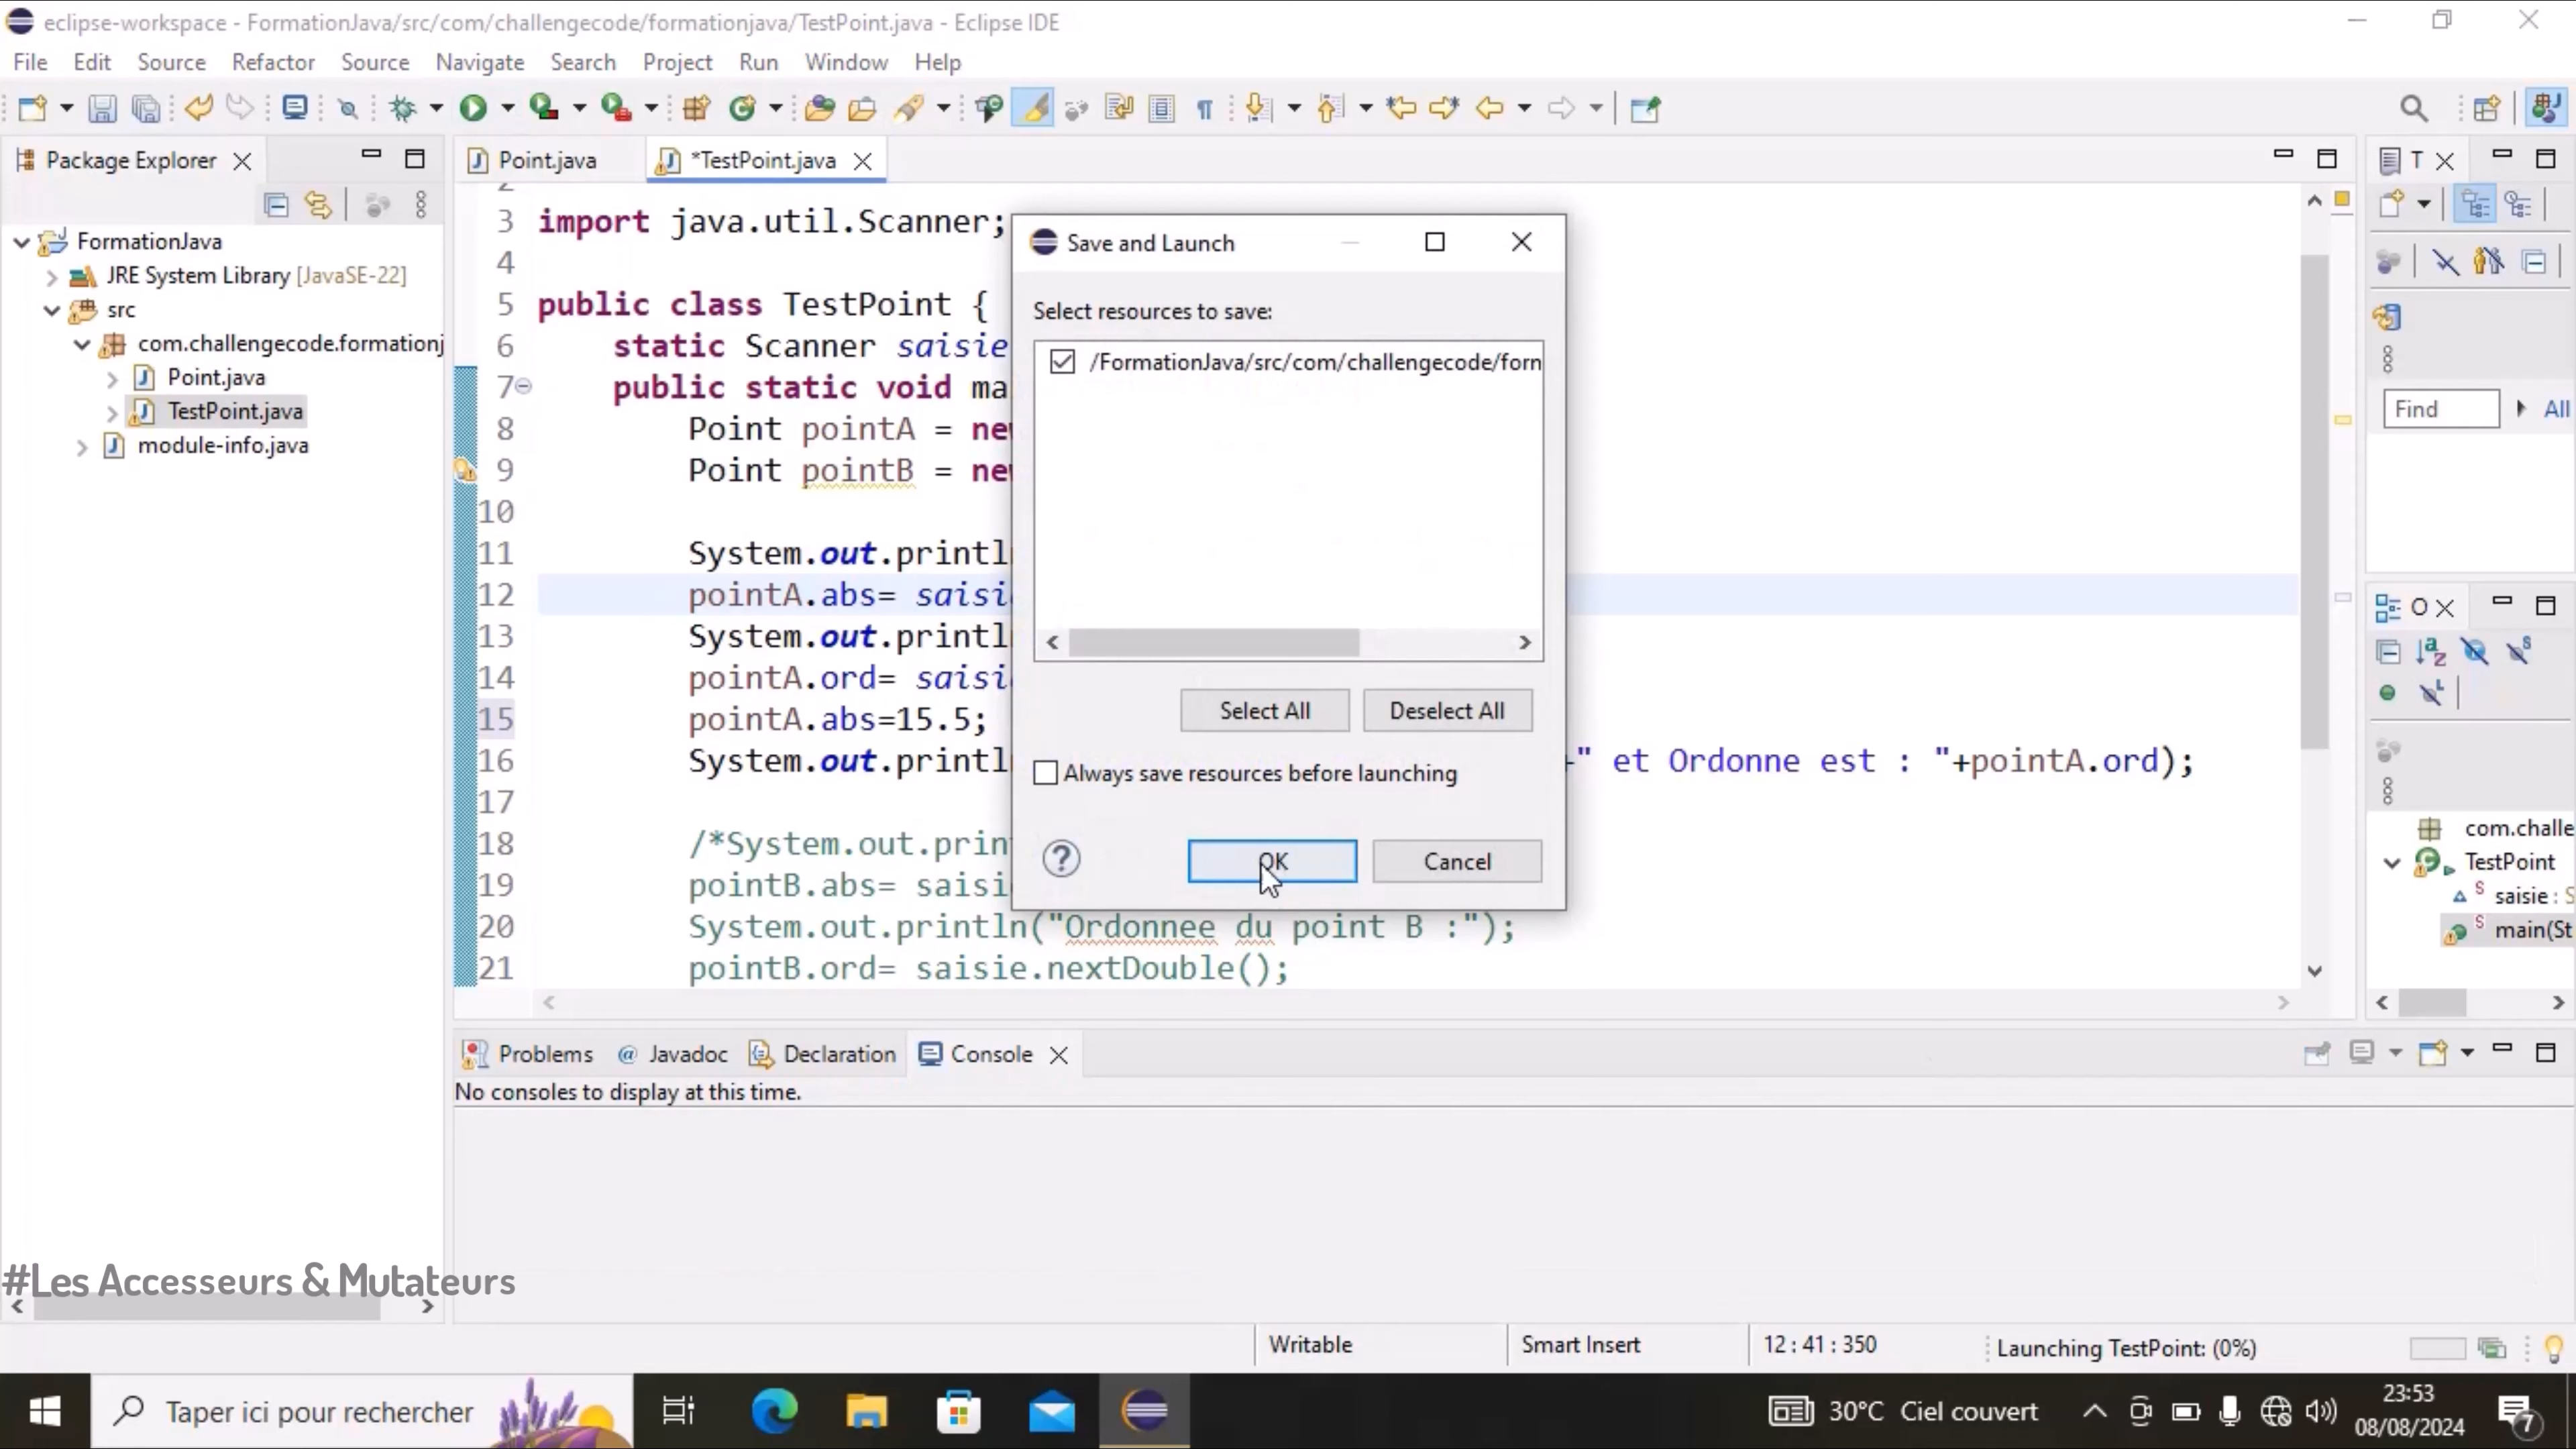 eclipse-workspace - FormationJava/src/com/challengecode/formationjava/TestPoint.java - Eclipse IDE
File Edit Source Refactor Source Navigate Search Project Run Window Help
Package Explorer
FormationJava
JRE System Library [JavaSE-22]
src
com.challengecode.formationj
Point.java
TestPoint.java
module-info.java
Point.java *TestPoint.java
3 import java.util.Scanner;
4
5 public class TestPoint {
6 static Scanner saisie
7 public static void ma
8 Point pointA = new
9 Point pointB = new
10
11 System.out.println
12 pointA.abs= saisie
13 System.out.println
14 pointA.ord= saisie
15 pointA.abs=15.5;
16 System.out.println +" et Ordonne est : "+pointA.ord);
17
18 /*System.out.prin
19 pointB.abs= saisi
20 System.out.println("Ordonnee du point B :");
21 pointB.ord= saisie.nextDouble();
Save and Launch
Select resources to save:
/FormationJava/src/com/challengecode/form
Select All Deselect All
Always save resources before launching
? OK Cancel
T
Find All
O
com.challe
TestPoint
saisie : S
main(St
Problems @ Javadoc Declaration Console
No consoles to display at this time.
#Les Accesseurs & Mutateurs
Writable Smart Insert 12 : 41 : 350 Launching TestPoint: (0%)
Taper ici pour rechercher
30°C Ciel couvert
23:53
08/08/2024
7